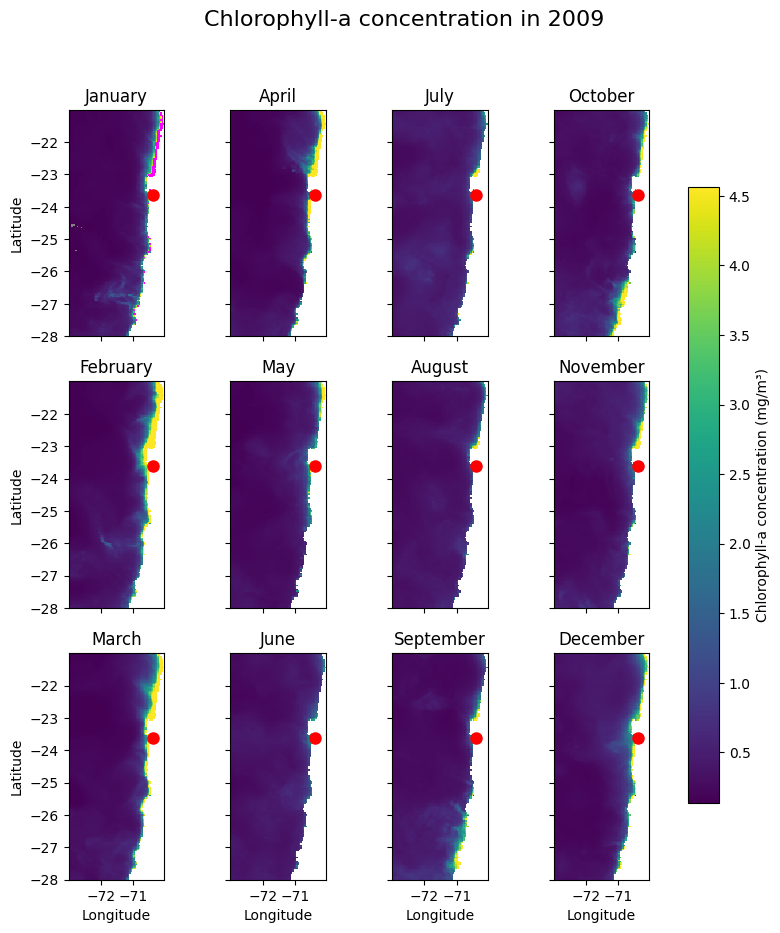 Chlorophyll-a concentration in 2009
January
April
July
October
Latitude
−22
−23
−24
−25
−26
−27
−28
February
May
August
November
Latitude
−22
−23
−24
−25
−26
−27
−28
March
June
September
December
Latitude
−22
−23
−24
−25
−26
−27
−28
−72 −71
−72 −71
−72 −71
−72 −71
Longitude
Longitude
Longitude
Longitude
4.5
4.0
3.5
3.0
2.5
2.0
1.5
1.0
0.5
Chlorophyll-a concentration (mg/m³)